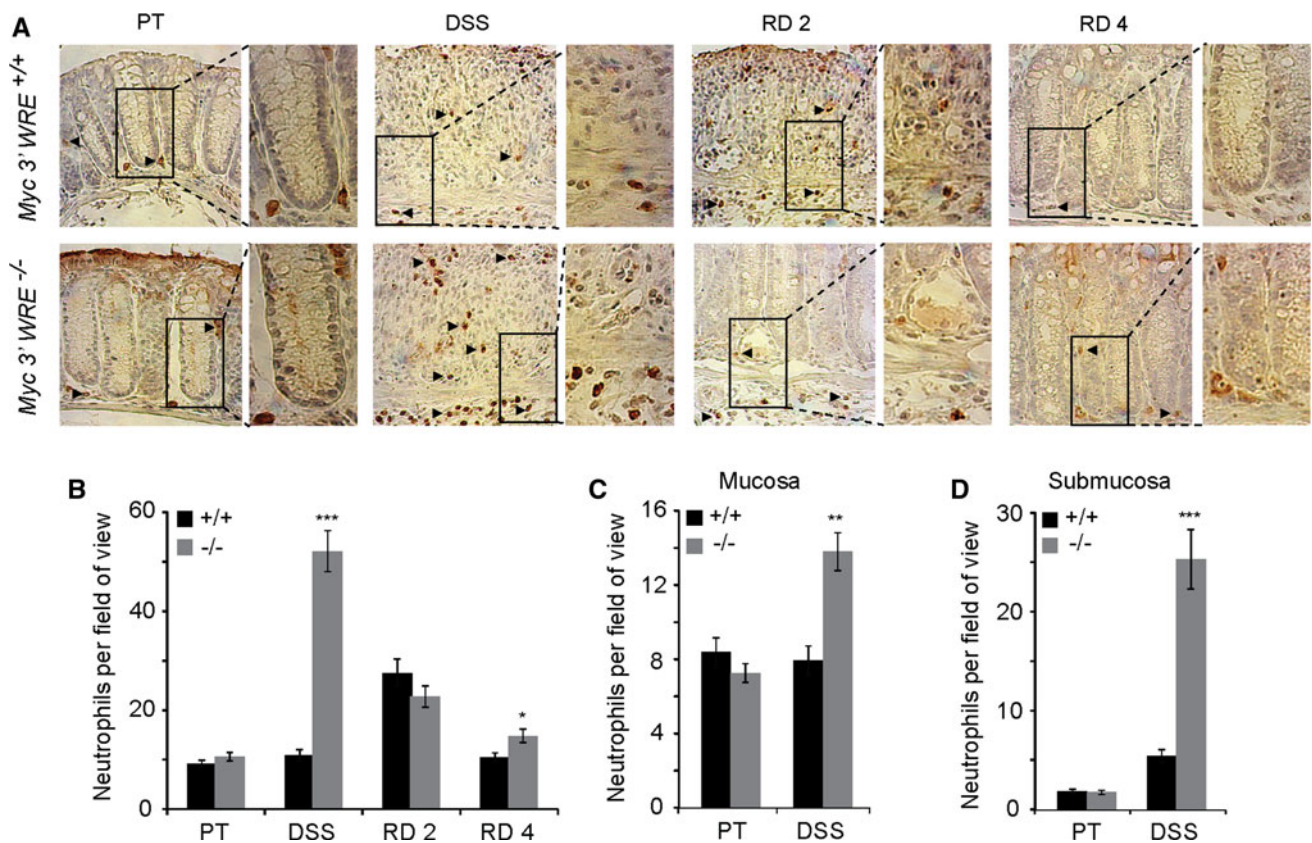 A
PT
DSS
RD 2
RD 4
Myc 3' WRE +/+
Myc 3' WRE -/-
B
+/+
-/-
Neutrophils per field of view
60
40
20
0
***
*
PT
DSS
RD 2
RD 4
C
Mucosa
+/+
-/-
Neutrophils per field of view
16
12
8
4
0
**
PT
DSS
D
Submucosa
+/+
-/-
Neutrophils per field of view
30
20
10
0
***
PT
DSS